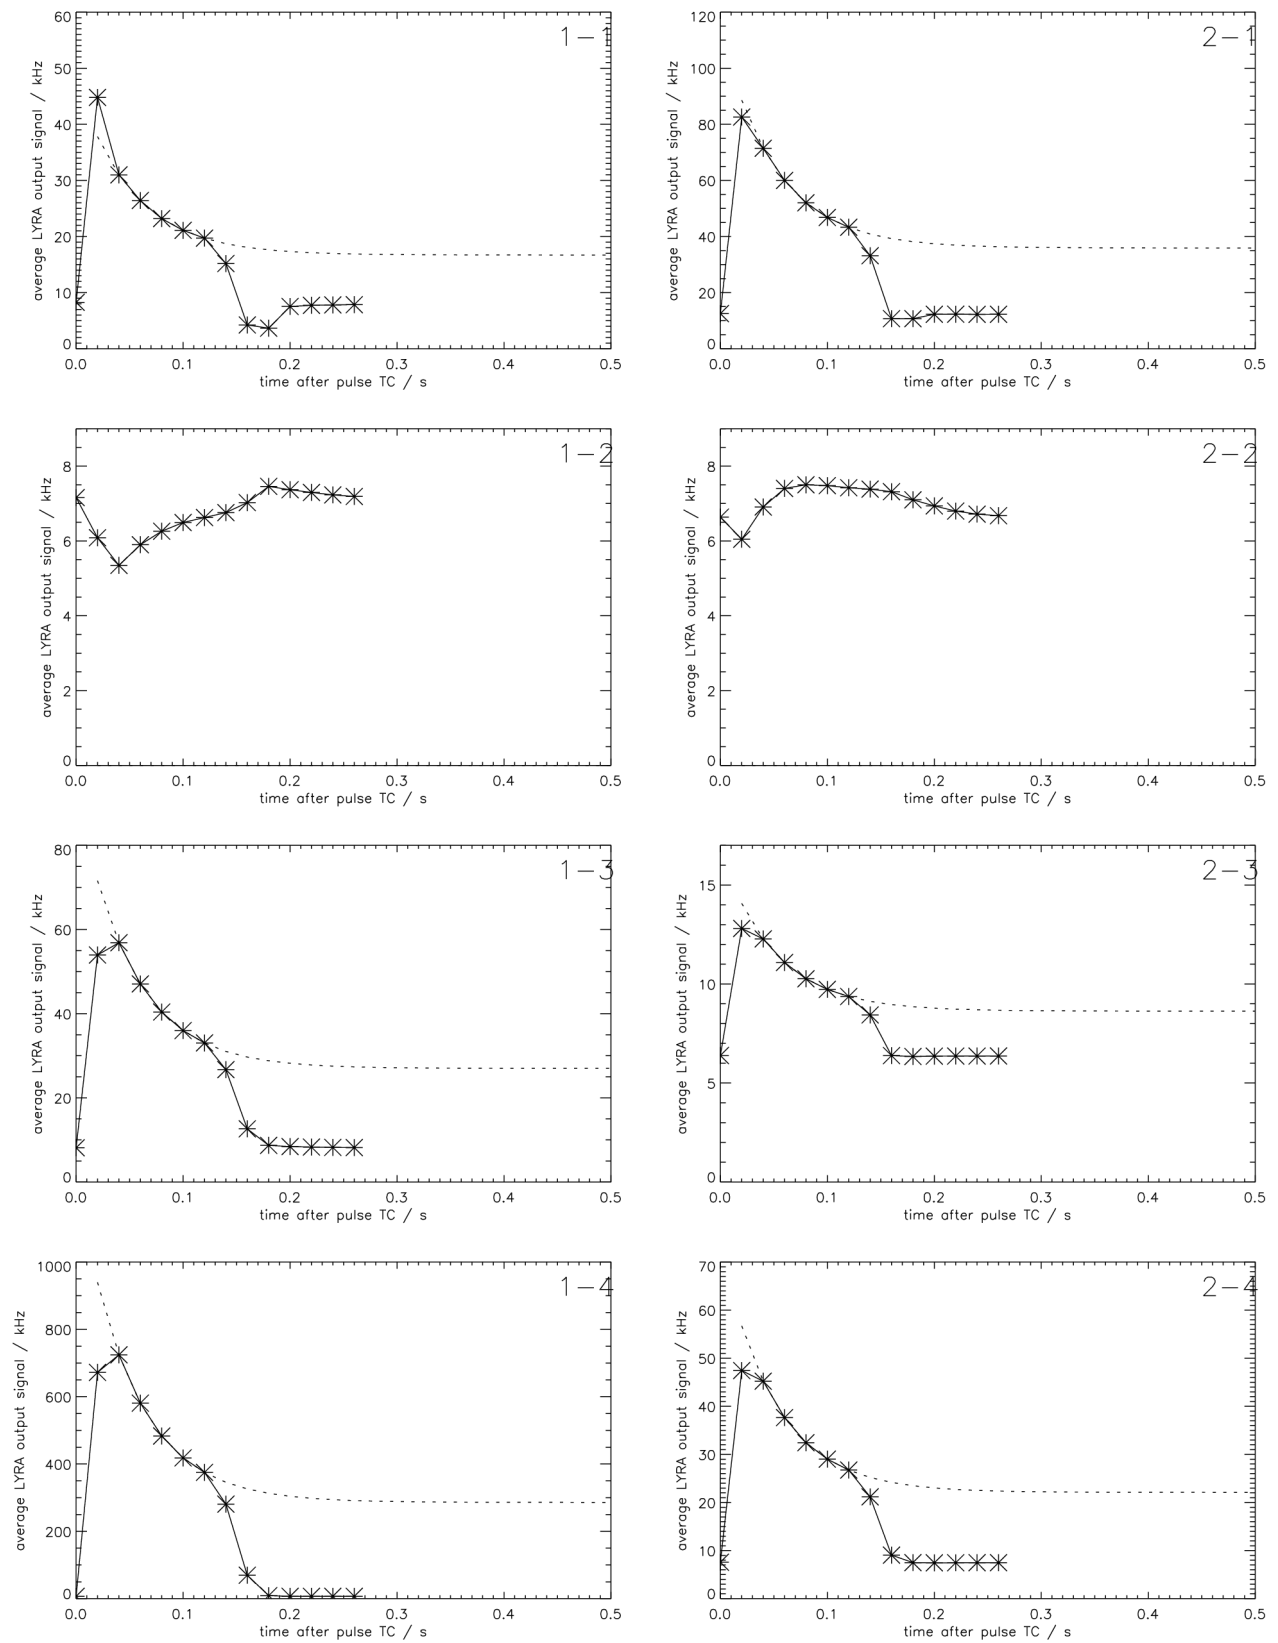 1-1
average LYRA output signal / kHz
60
50
40
30
20
10
0
0.0 0.1 0.2 0.3 0.4 0.5
time after pulse TC / s
2-1
average LYRA output signal / kHz
120
100
80
60
40
20
0
0.0 0.1 0.2 0.3 0.4 0.5
time after pulse TC / s
1-2
average LYRA output signal / kHz
8
6
4
2
0
0.0 0.1 0.2 0.3 0.4 0.5
time after pulse TC / s
2-2
average LYRA output signal / kHz
8
6
4
2
0
0.0 0.1 0.2 0.3 0.4 0.5
time after pulse TC / s
1-3
average LYRA output signal / kHz
80
60
40
20
0
0.0 0.1 0.2 0.3 0.4 0.5
time after pulse TC / s
2-3
average LYRA output signal / kHz
15
10
5
0
0.0 0.1 0.2 0.3 0.4 0.5
time after pulse TC / s
1-4
average LYRA output signal / kHz
1000
800
600
400
200
0
0.0 0.1 0.2 0.3 0.4 0.5
time after pulse TC / s
2-4
average LYRA output signal / kHz
70
60
50
40
30
20
10
0
0.0 0.1 0.2 0.3 0.4 0.5
time after pulse TC / s